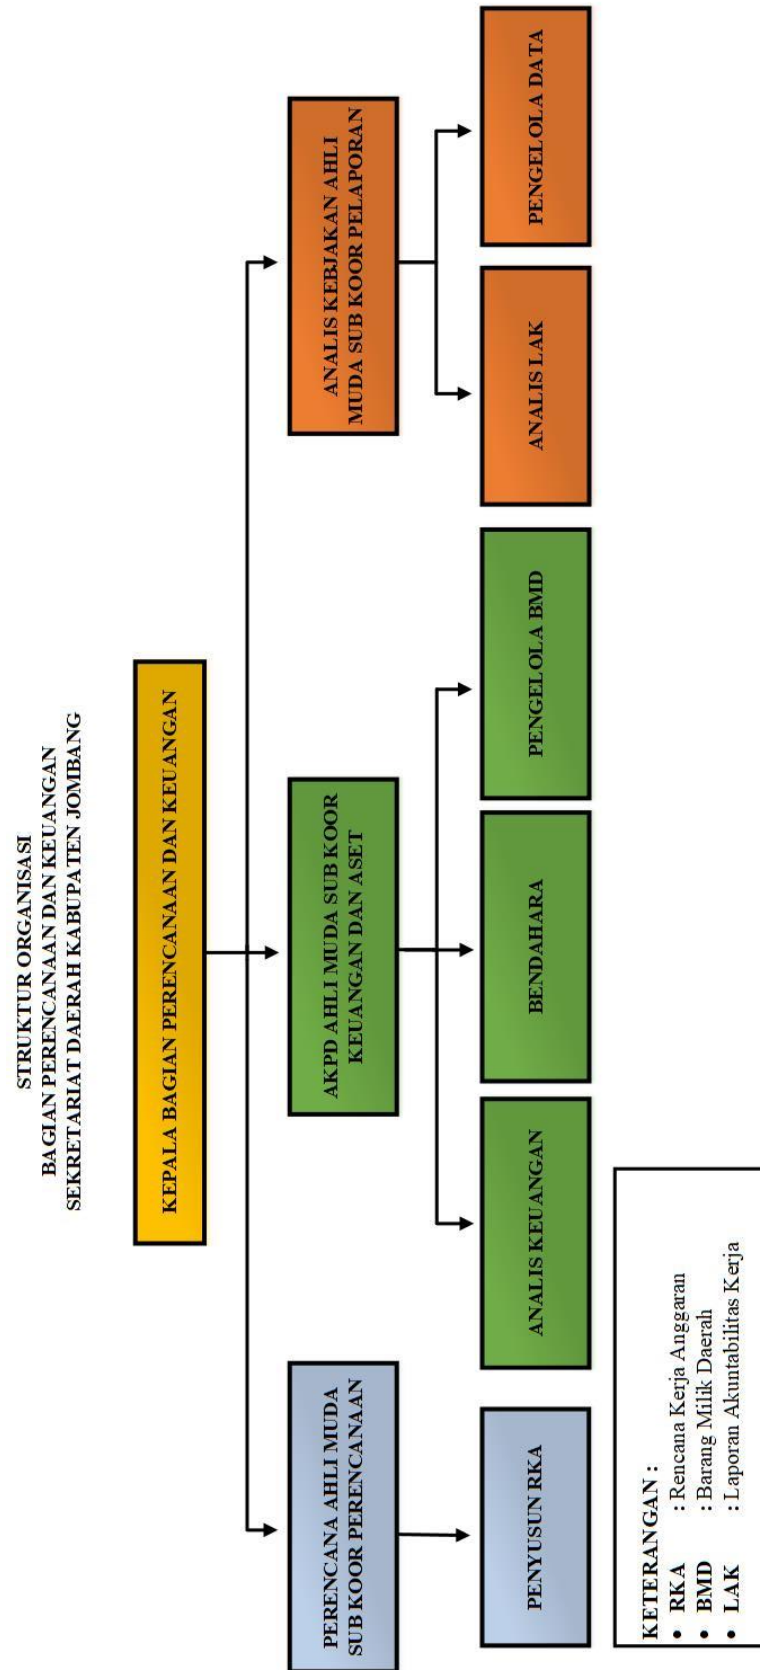 STRUKTUR ORGANISASI
BAGIAN PERENCANAAN DAN KEUANGAN
SEKRETARIAT DAERAH KABUPATEN JOMBANG
KEPALA BAGIAN PERENCANAAN DAN KEUANGAN
PERENCANA AHLI MUDA
SUB KOOR PERENCANAAN
AKPD AHLI MUDA SUB KOOR
KEUANGAN DAN ASET
ANALIS KEBJAKAN AHLI
MUDA SUB KOOR PELAPORAN
PENYUSUN RKA
ANALIS KEUANGAN
BENDAHARA
PENGELOLA BMD
ANALIS LAK
PENGELOLA DATA
KETERANGAN :
• RKA : Rencana Kerja Anggaran
• BMD : Barang Milik Daerah
• LAK : Laporan Akuntabilitas Kerja